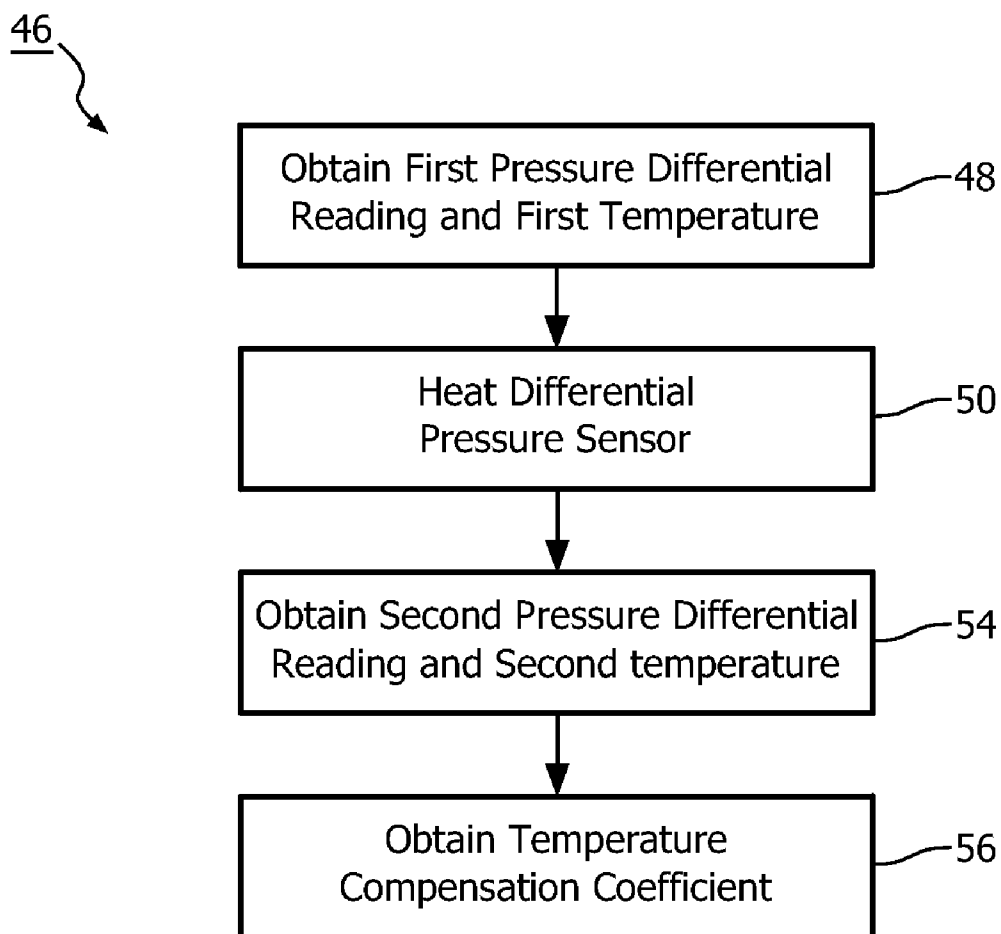 46
Obtain First Pressure Differential
Reading and First Temperature
48
Heat Differential
Pressure Sensor
50
Obtain Second Pressure Differential
Reading and Second temperature
54
Obtain Temperature
Compensation Coefficient
56